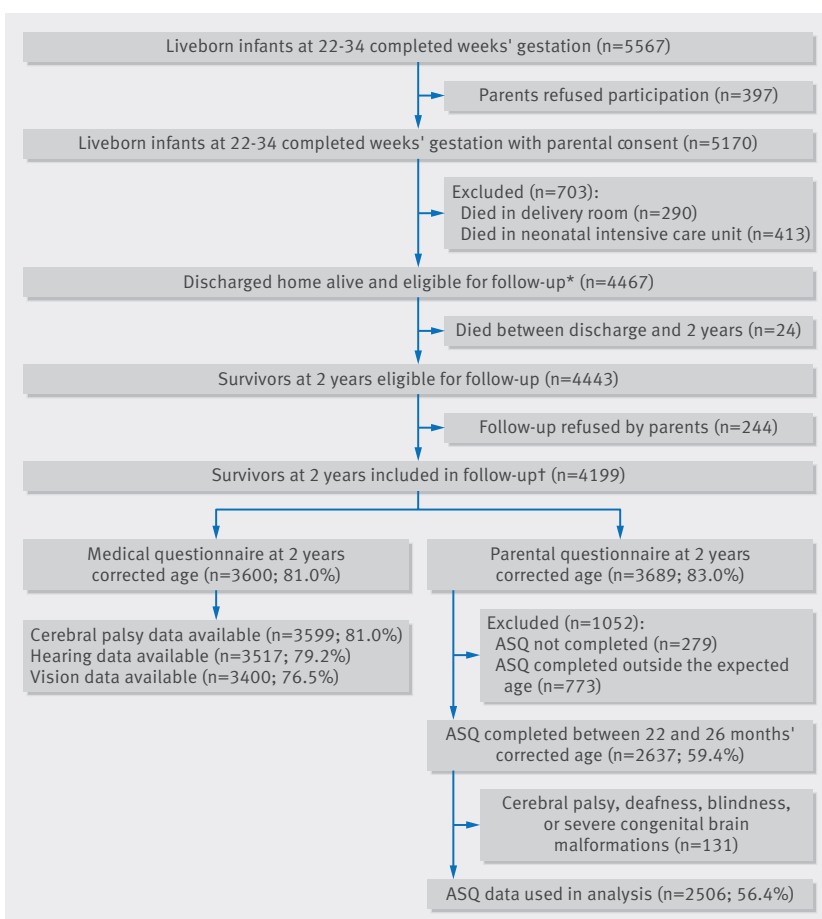 Liveborn infants at 22-34 completed weeks' gestation (n=5567)
Parents refused participation (n=397)
Liveborn infants at 22-34 completed weeks' gestation with parental consent (n=5170)
Excluded (n=703):
Died in delivery room (n=290)
Died in neonatal intensive care unit (n=413)
Discharged home alive and eligible for follow-up* (n=4467)
Died between discharge and 2 years (n=24)
Survivors at 2 years eligible for follow-up (n=4443)
Follow-up refused by parents (n=244)
Survivors at 2 years included in follow-up† (n=4199)
Medical questionnaire at 2 years
corrected age (n=3600; 81.0%)
Cerebral palsy data available (n=3599; 81.0%)
Hearing data available (n=3517; 79.2%)
Vision data available (n=3400; 76.5%)
Parental questionnaire at 2 years
corrected age (n=3689; 83.0%)
Excluded (n=1052):
ASQ not completed (n=279)
ASQ completed outside the expected
age (n=773)
ASQ completed between 22 and 26 months'
corrected age (n=2637; 59.4%)
Cerebral palsy, deafness, blindness,
or severe congenital brain
malformations (n=131)
ASQ data used in analysis (n=2506; 56.4%)